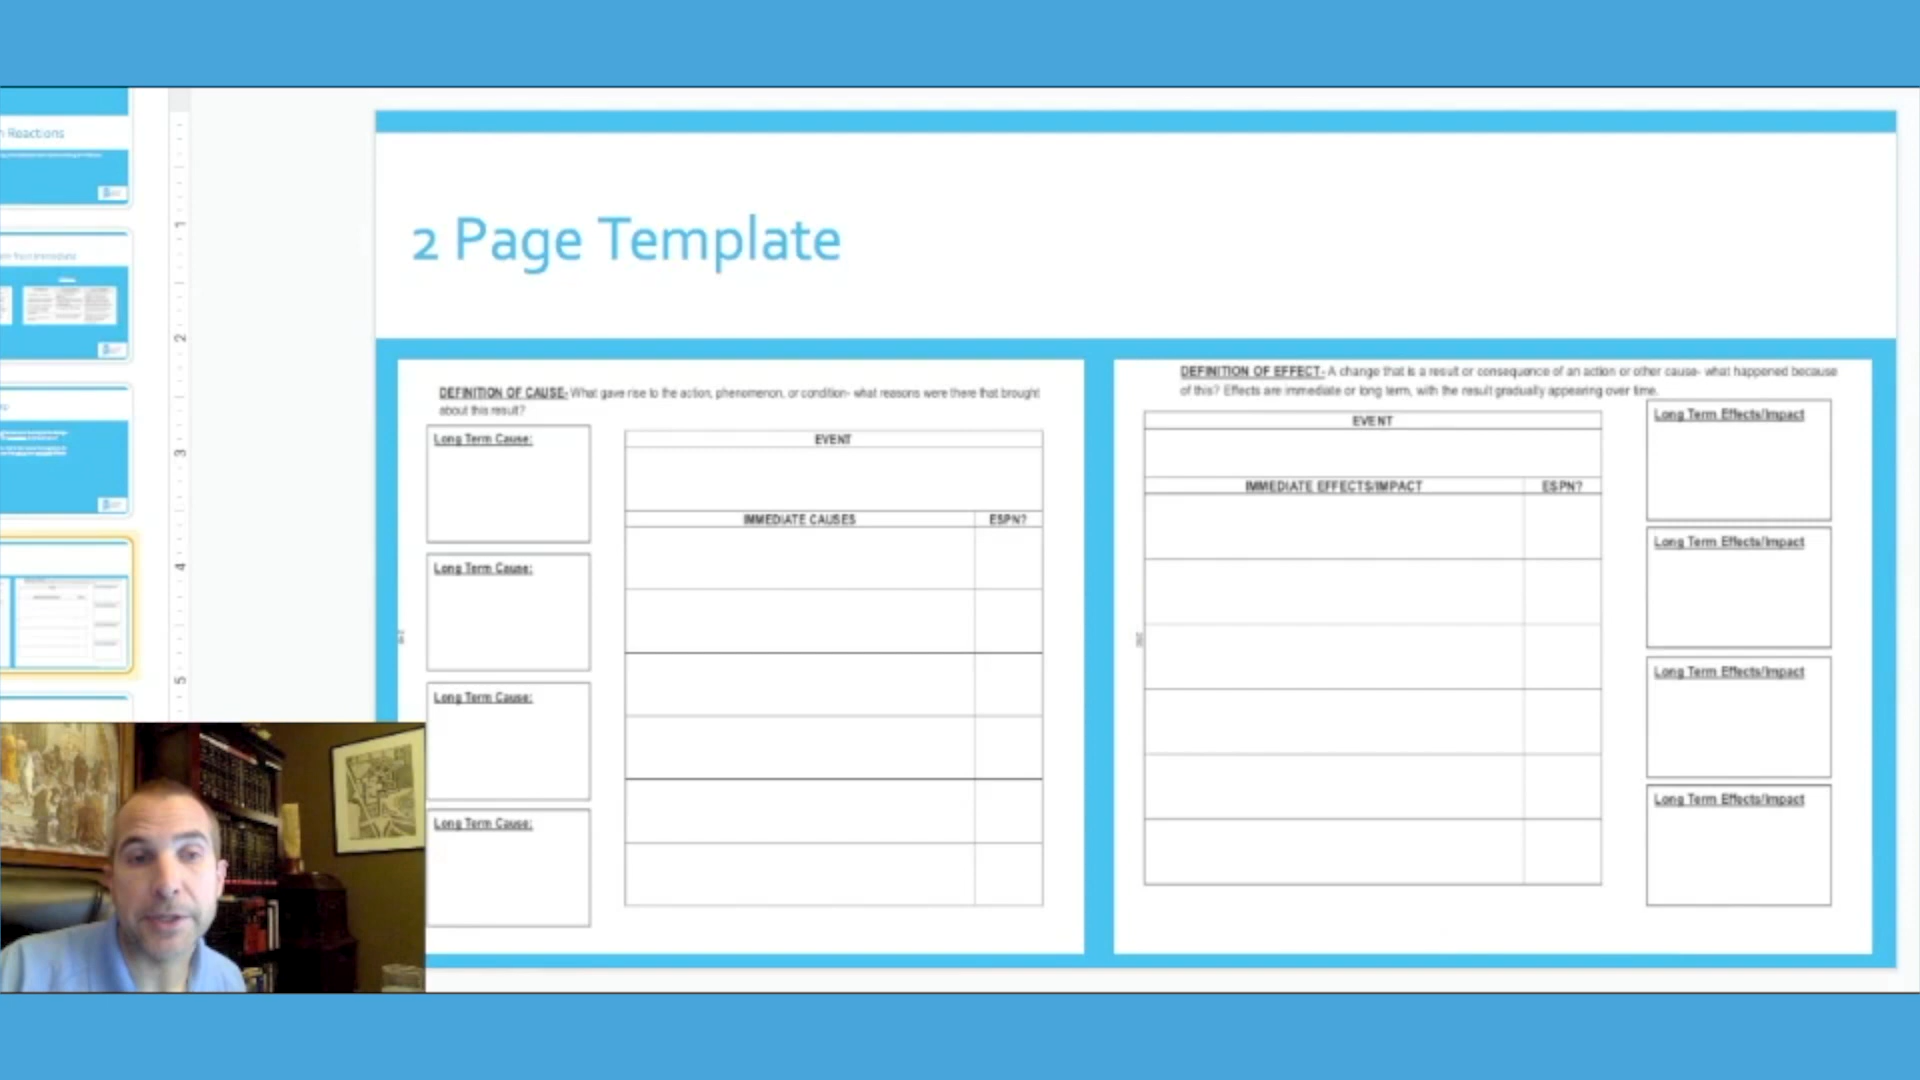 n Reactions
1
2
3
4
5
2 Page Template
DEFINITION OF CAUSE- What gave rise to the action, phenomenon, or condition- what reasons were there that brought
about this result?
Long Term Cause:
Long Term Cause:
Long Term Cause:
Long Term Cause:
EVENT
IMMEDIATE CAUSES ESPN?
DEFINITION OF EFFECT- A change that is a result or consequence of an action or other cause- what happened because
of this? Effects are immediate or long term, with the result gradually appearing over time.
EVENT
IMMEDIATE EFFECTS/IMPACT ESPN?
Long Term Effects/Impact
Long Term Effects/Impact
Long Term Effects/Impact
Long Term Effects/Impact